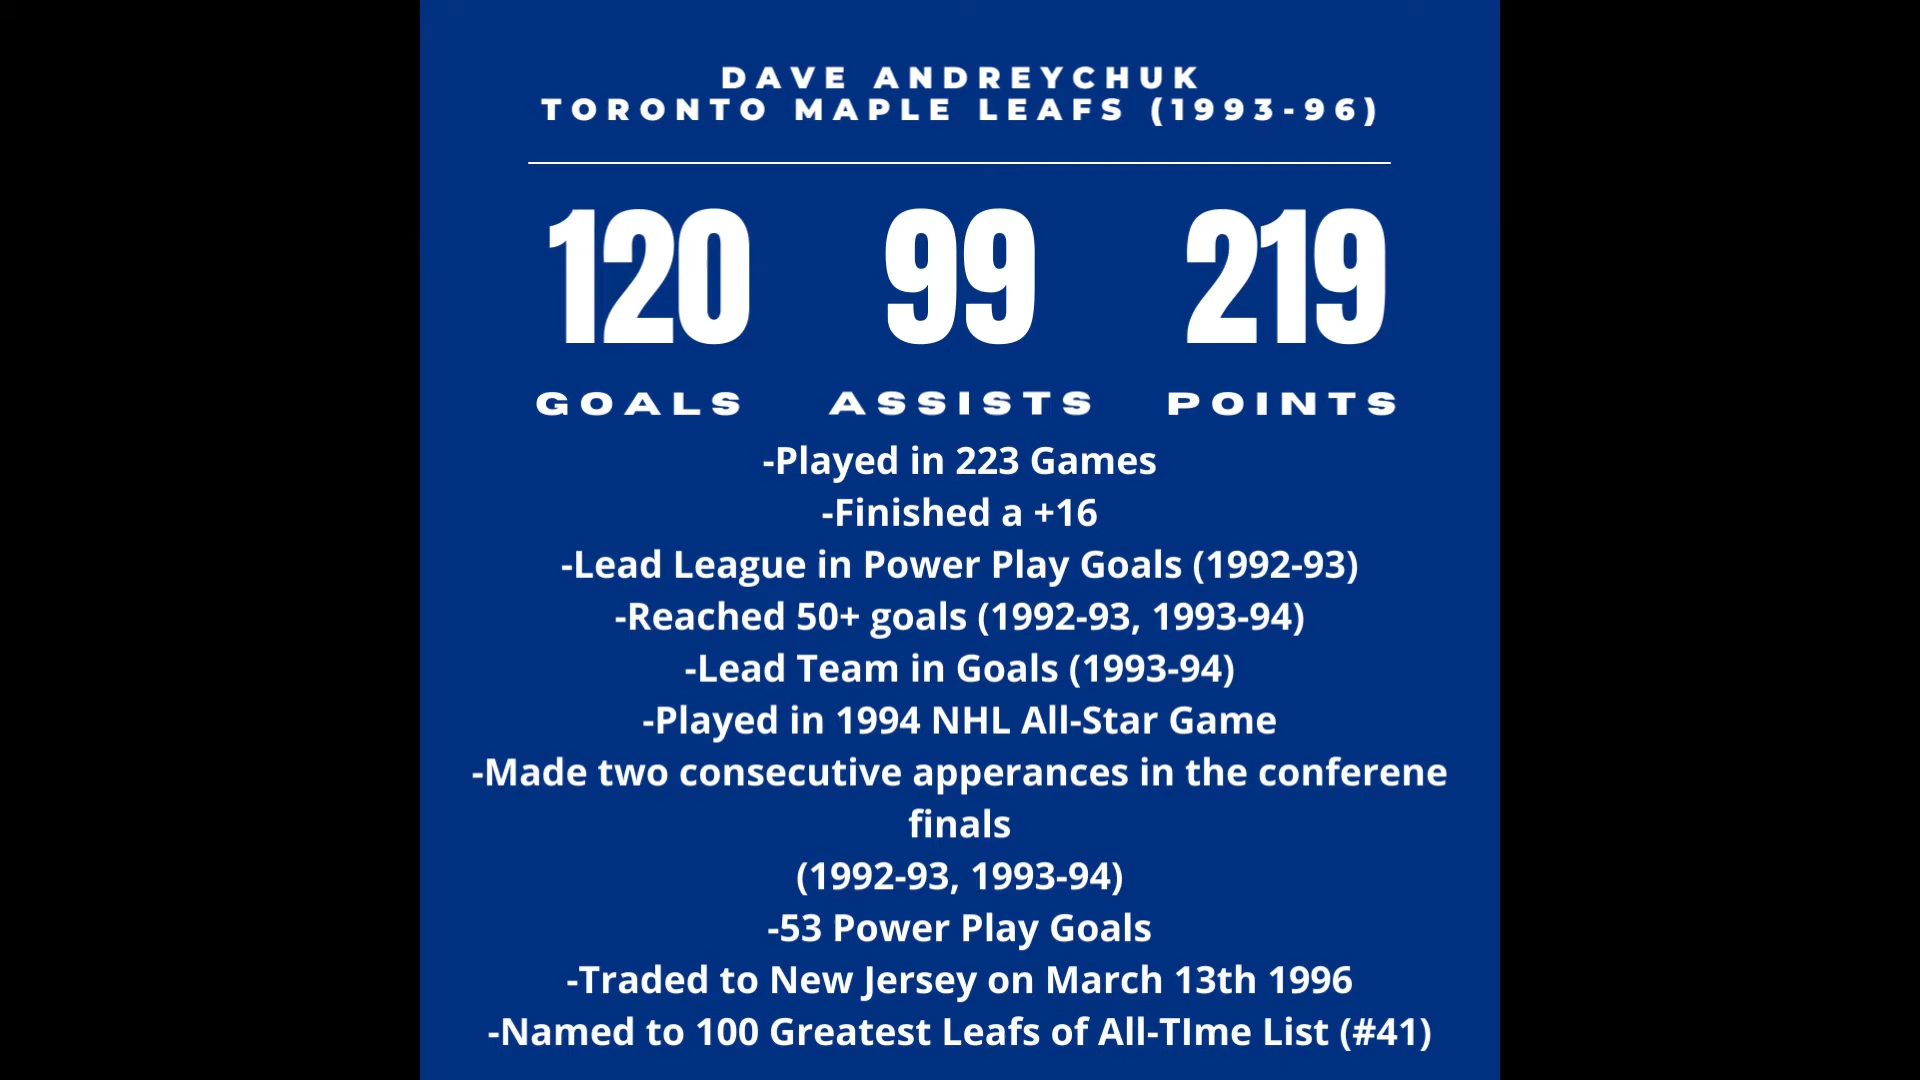 DAVE ANDREYCHUK
TORONTO MAPLE LEAFS (1993-96)
120 99 219
GOALS ASSISTS POINTS
-Played in 223 Games
-Finished a +16
-Lead League in Power Play Goals (1992-93)
-Reached 50+ goals (1992-93, 1993-94)
-Lead Team in Goals (1993-94)
-Played in 1994 NHL All-Star Game
-Made two consecutive apperances in the conferene
finals
(1992-93, 1993-94)
-53 Power Play Goals
-Traded to New Jersey on March 13th 1996
-Named to 100 Greatest Leafs of All-TIme List (#41)